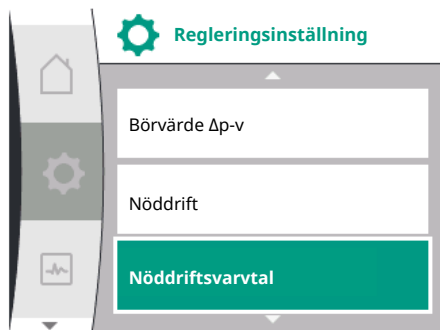 Regleringsinställning
Börvärde Δp-v
Nöddrift
Nöddriftsvarvtal